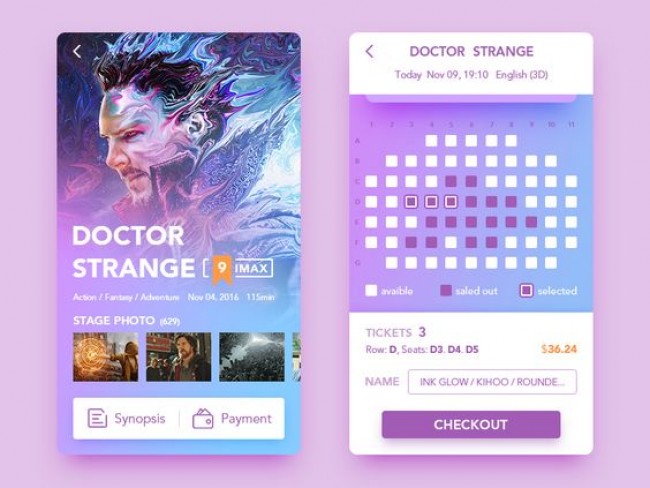 DOCTOR
STRANGE 9 IMAX
Action / Fantasy / Adventure Nov 04, 2016 115min
STAGE PHOTO (629)
Synopsis Payment
DOCTOR STRANGE
Today Nov 09, 19:10 English (3D)
1 2 3 4 5 6 7 8 9 10 11
A
B
C
D
E
F
G
avaible saled out selected
TICKETS 3
Row: D, Seats: D3. D4. D5 $36.24
NAME INK GLOW / KIHOO / ROUNDE...
CHECKOUT